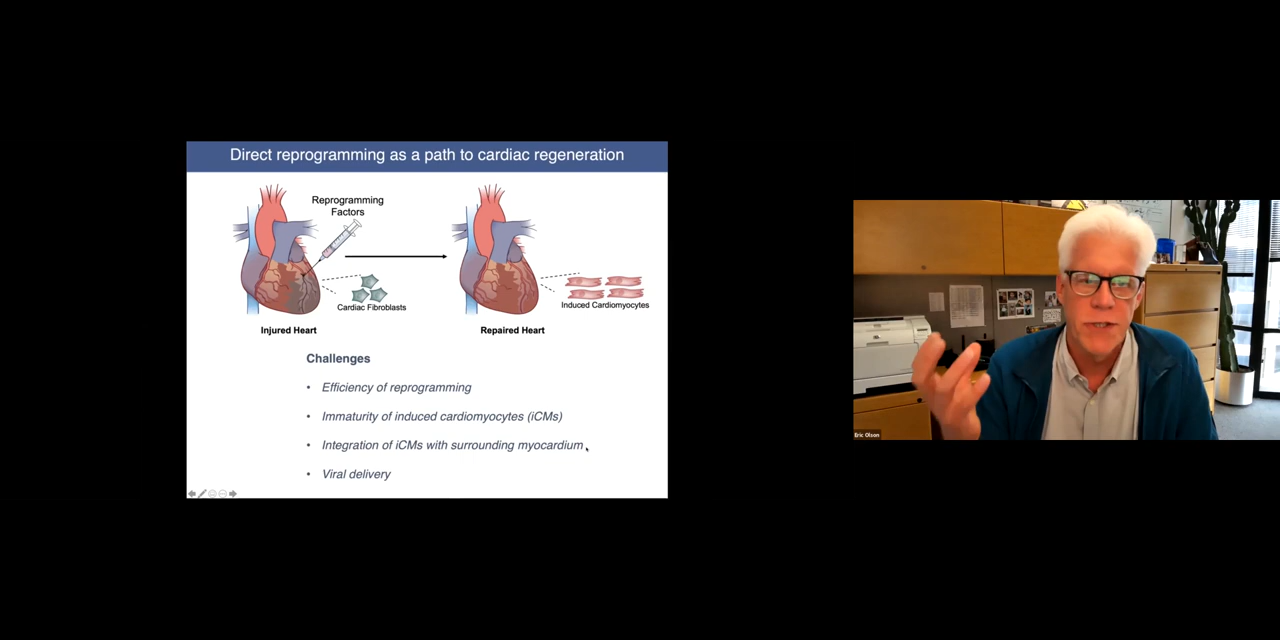 Direct reprogramming as a path to cardiac regeneration
Reprogramming
Factors
Cardiac Fibroblasts
Induced Cardiomyocytes
Injured Heart
Repaired Heart
Challenges
• Efficiency of reprogramming
• Immaturity of induced cardiomyocytes (iCMs)
• Integration of iCMs with surrounding myocardium
• Viral delivery
Eric Olson